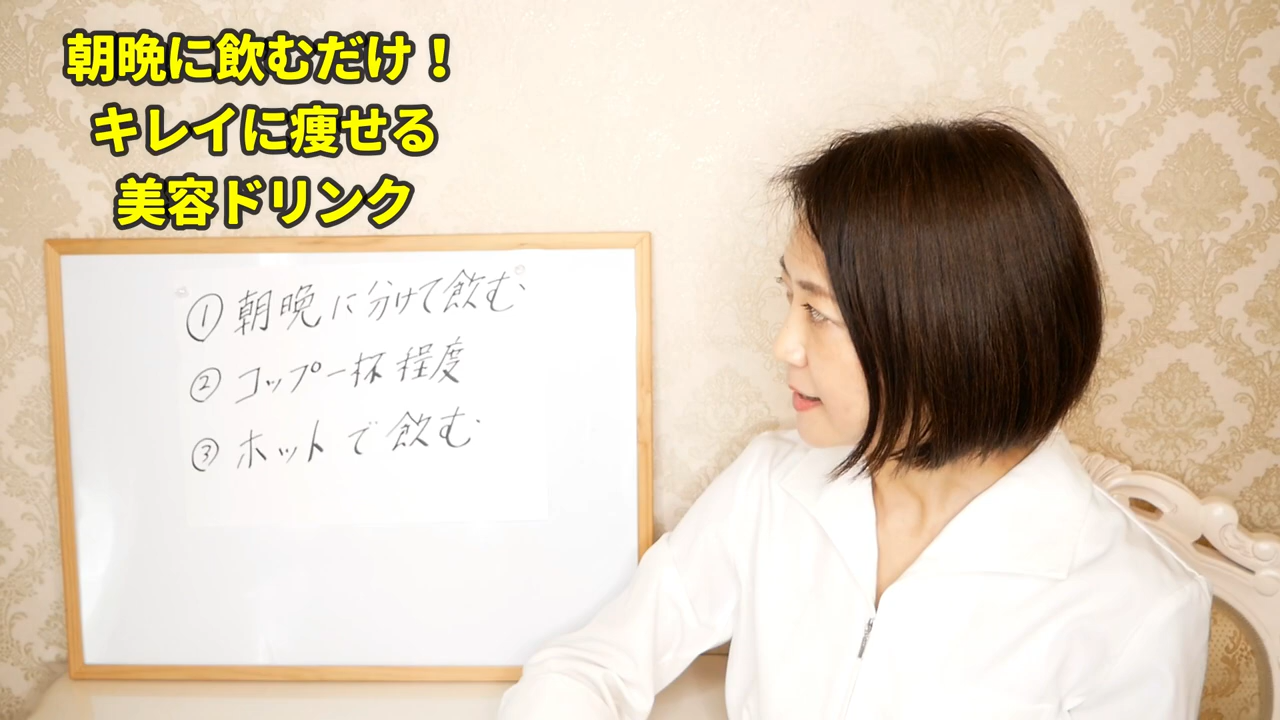 朝晩に飲むだけ！
キレイに痩せる
美容ドリンク
① 朝晩に分けて飲む
② コップ一杯程度
③ ホットで飲む